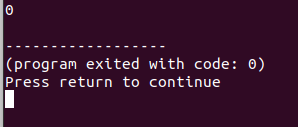 0
------------------
(program exited with code: 0)
Press return to continue